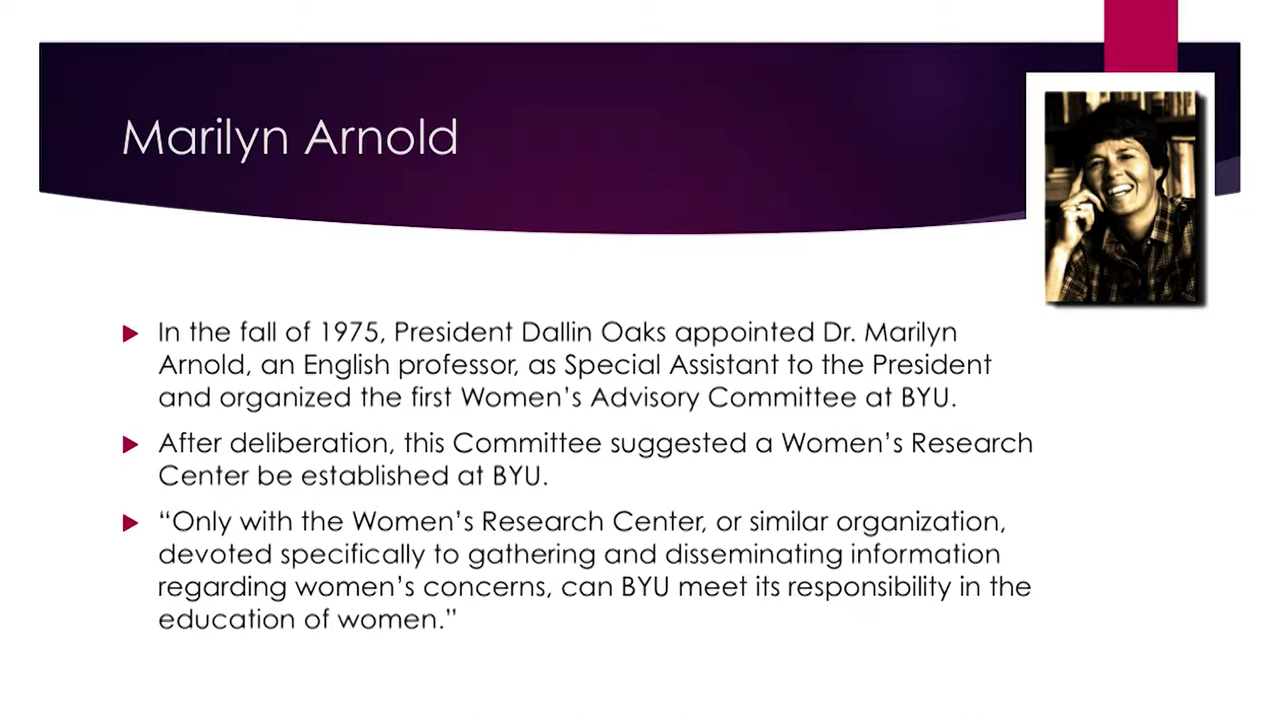 Marilyn Arnold
In the fall of 1975, President Dallin Oaks appointed Dr. Marilyn
Arnold, an English professor, as Special Assistant to the President
and organized the first Women’s Advisory Committee at BYU.
After deliberation, this Committee suggested a Women’s Research
Center be established at BYU.
“Only with the Women’s Research Center, or similar organization,
devoted specifically to gathering and disseminating information
regarding women’s concerns, can BYU meet its responsibility in the
education of women.”